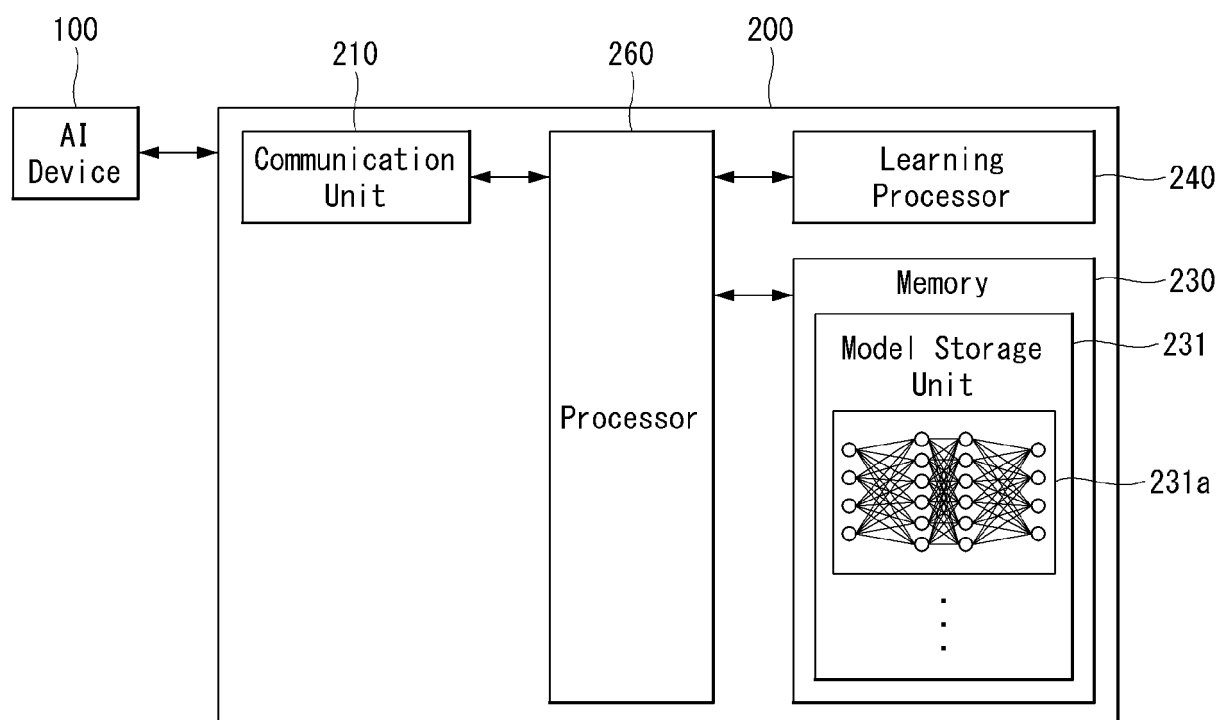 100
210
260
200
AI
Device
Communication
Unit
Learning
Processor
240
Memory
230
Model Storage
Unit
231
Processor
231a